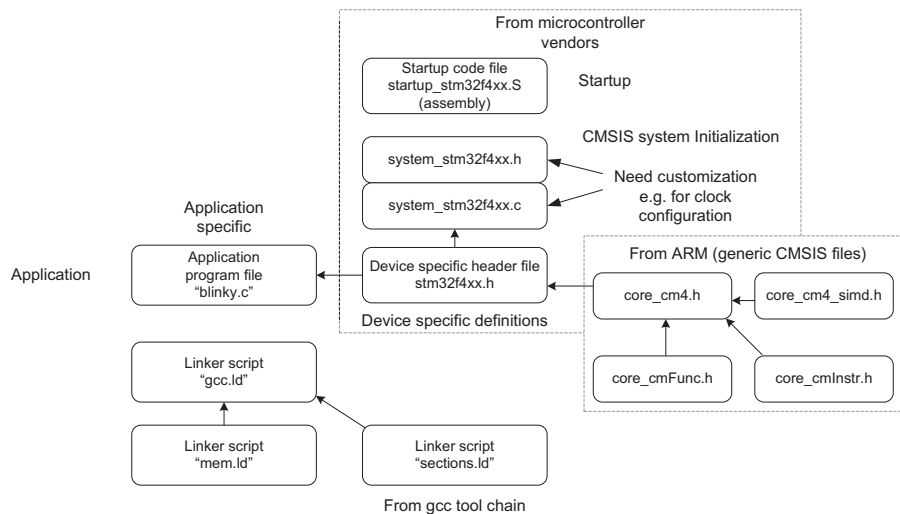 From microcontroller
vendors
Startup code file
startup_stm32f4xx.S
(assembly)
Startup
CMSIS system Initialization
system_stm32f4xx.h
Need customization
e.g. for clock
configuration
system_stm32f4xx.c
Application
specific
From ARM (generic CMSIS files)
Application
Application
program file
“blinky.c”
Device specific header file
stm32f4xx.h
core_cm4.h
core_cm4_simd.h
Device specific definitions
Linker script
“gcc.ld”
core_cmFunc.h
core_cmInstr.h
Linker script
“mem.ld”
Linker script
“sections.ld”
From gcc tool chain